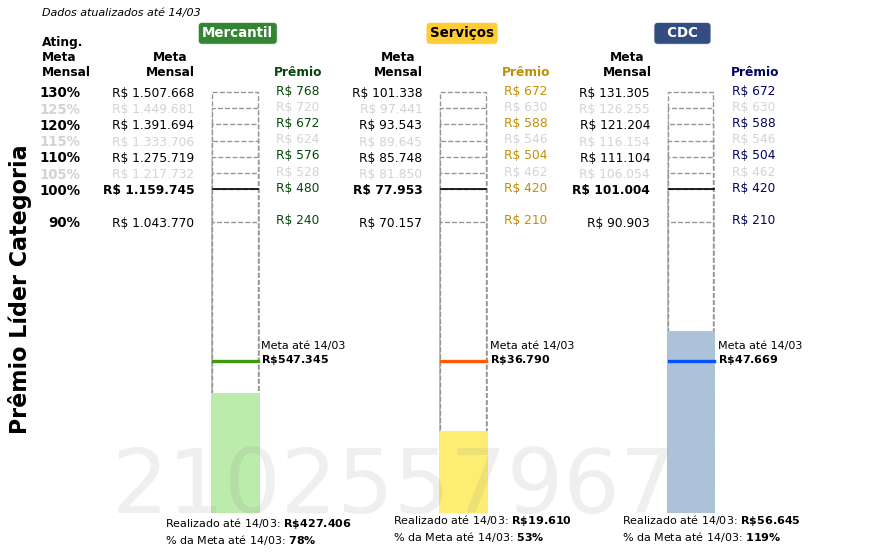 Dados atualizados até 14/03
Mercantil Serviços CDC
Ating.
Meta Meta Meta Meta
Mensal Mensal Prêmio Mensal Prêmio Mensal Prêmio
130% R$ 1.507.668 R$ 768 R$ 101.338 R$ 672 R$ 131.305 R$ 672
125% R$ 1.449.681 R$ 720 R$ 97.441 R$ 630 R$ 126.255 R$ 630
120% R$ 1.391.694 R$ 672 R$ 93.543 R$ 588 R$ 121.204 R$ 588
115% R$ 1.333.706 R$ 624 R$ 89.645 R$ 546 R$ 116.154 R$ 546
110% R$ 1.275.719 R$ 576 R$ 85.748 R$ 504 R$ 111.104 R$ 504
105% R$ 1.217.732 R$ 528 R$ 81.850 R$ 462 R$ 106.054 R$ 462
100% R$ 1.159.745 R$ 480 R$ 77.953 R$ 420 R$ 101.004 R$ 420
90% R$ 1.043.770 R$ 240 R$ 70.157 R$ 210 R$ 90.903 R$ 210
Prêmio Líder Categoria
Meta até 14/03 Meta até 14/03 Meta até 14/03
R$547.345 R$36.790 R$47.669
2102557967
Realizado até 14/03: R$427.406 Realizado até 14/03: R$19.610 Realizado até 14/03: R$56.645
% da Meta até 14/03: 78% % da Meta até 14/03: 53% % da Meta até 14/03: 119%